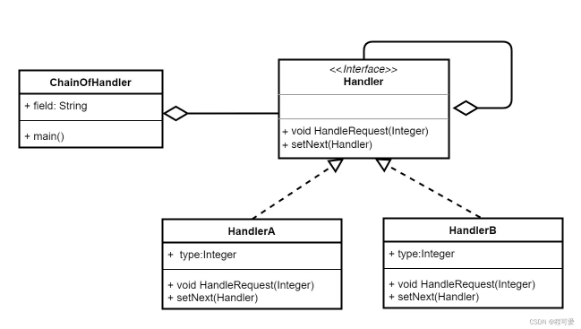 ChainOfHandler
+ field: String
+ main()
<<Interface>>
Handler
+ void HandleRequest(Integer)
+ setNext(Handler)
HandlerA
+ type:Integer
+ void HandleRequest(Integer)
+ setNext(Handler)
HandlerB
+ type:Integer
+ void HandleRequest(Integer)
+ setNext(Handler)
CSDN